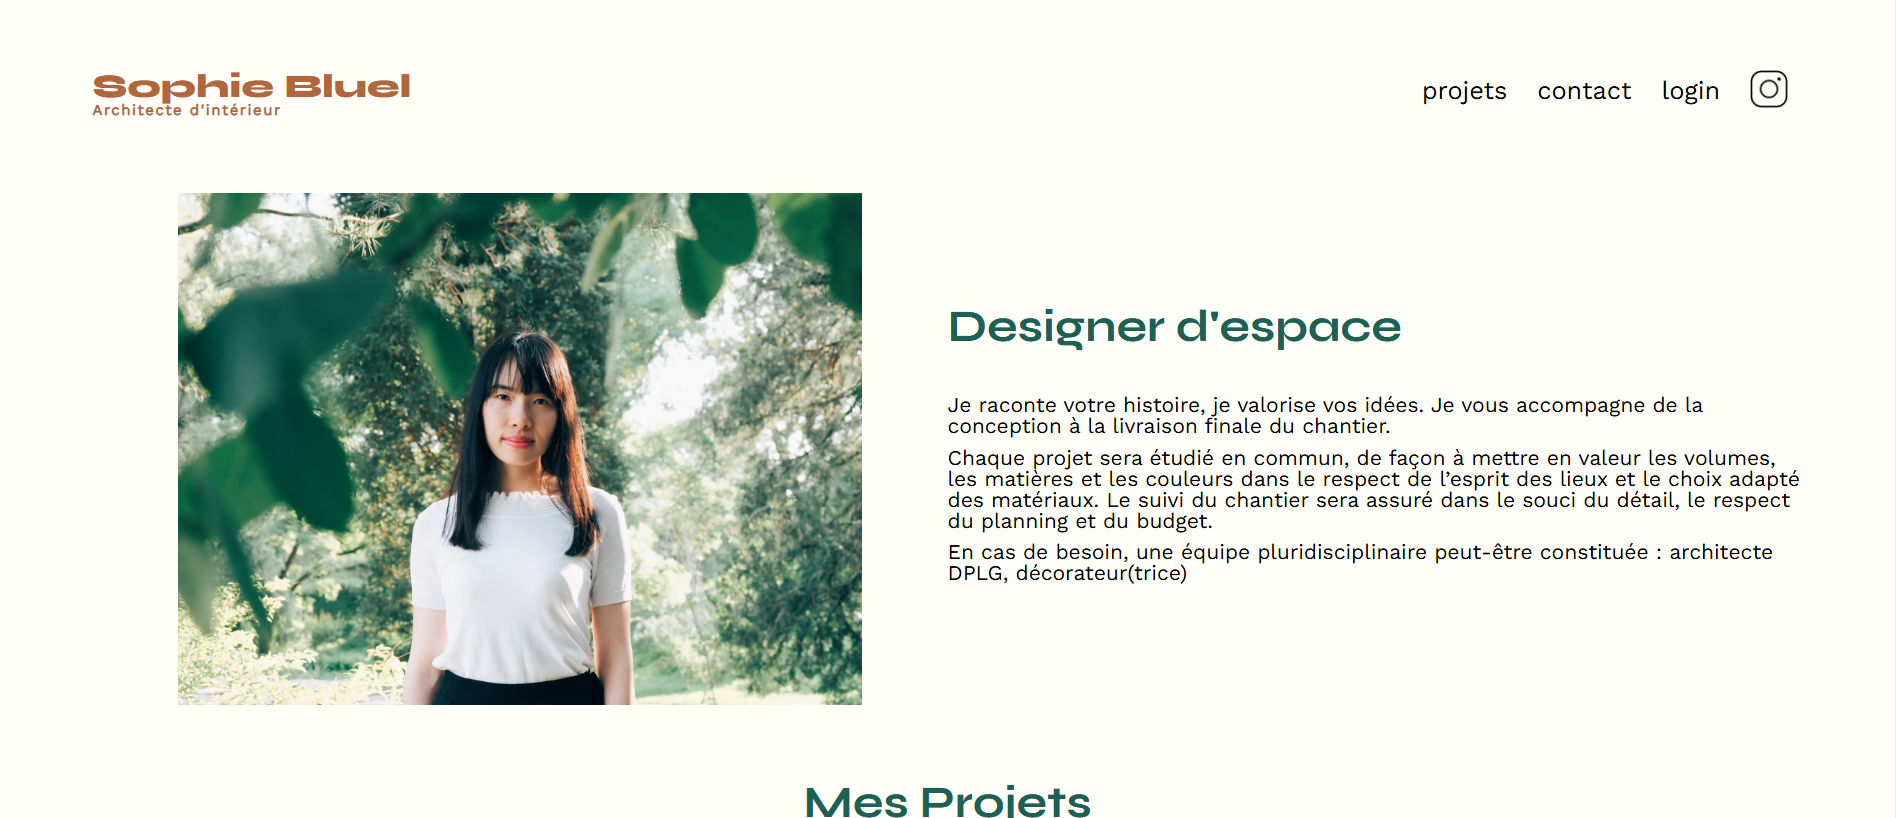 Sophie Bluel
Architecte d'intérieur
projets
contact
login
Designer d'espace
Je raconte votre histoire, je valorise vos idées. Je vous accompagne de la
conception à la livraison finale du chantier.
Chaque projet sera étudié en commun, de façon à mettre en valeur les volumes,
les matières et les couleurs dans le respect de l’esprit des lieux et le choix adapté
des matériaux. Le suivi du chantier sera assuré dans le souci du détail, le respect
du planning et du budget.
En cas de besoin, une équipe pluridisciplinaire peut-être constituée : architecte
DPLG, décorateur(trice)
Mes Projets